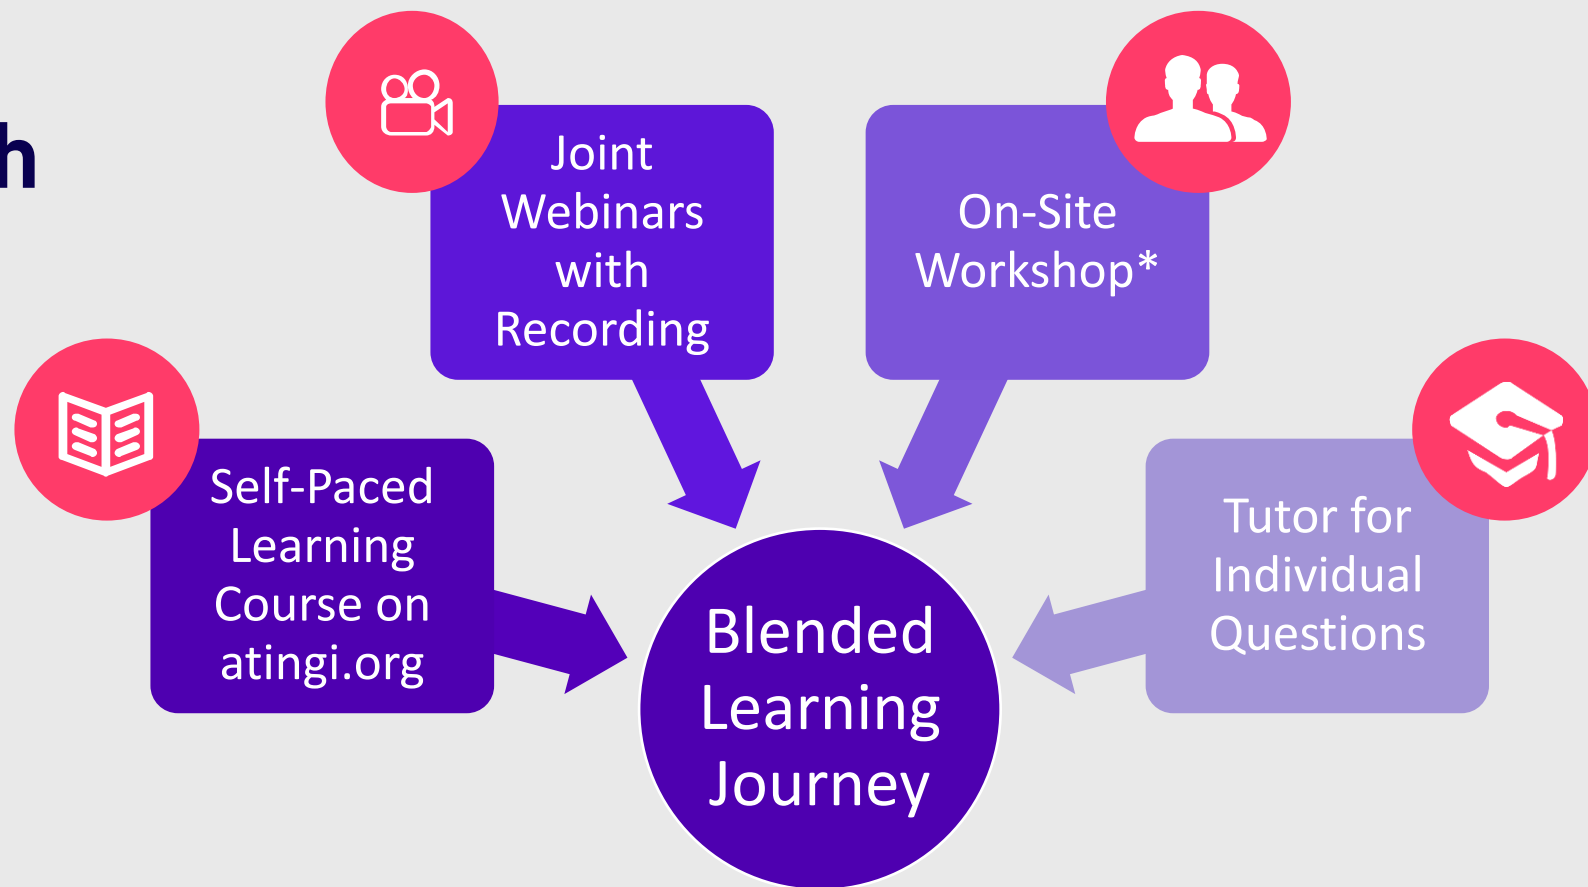 h
Joint
Webinars
with
Recording
On-Site
Workshop*
Self-Paced
Learning
Course on
atingi.org
Tutor for
Individual
Questions
Blended
Learning
Journey